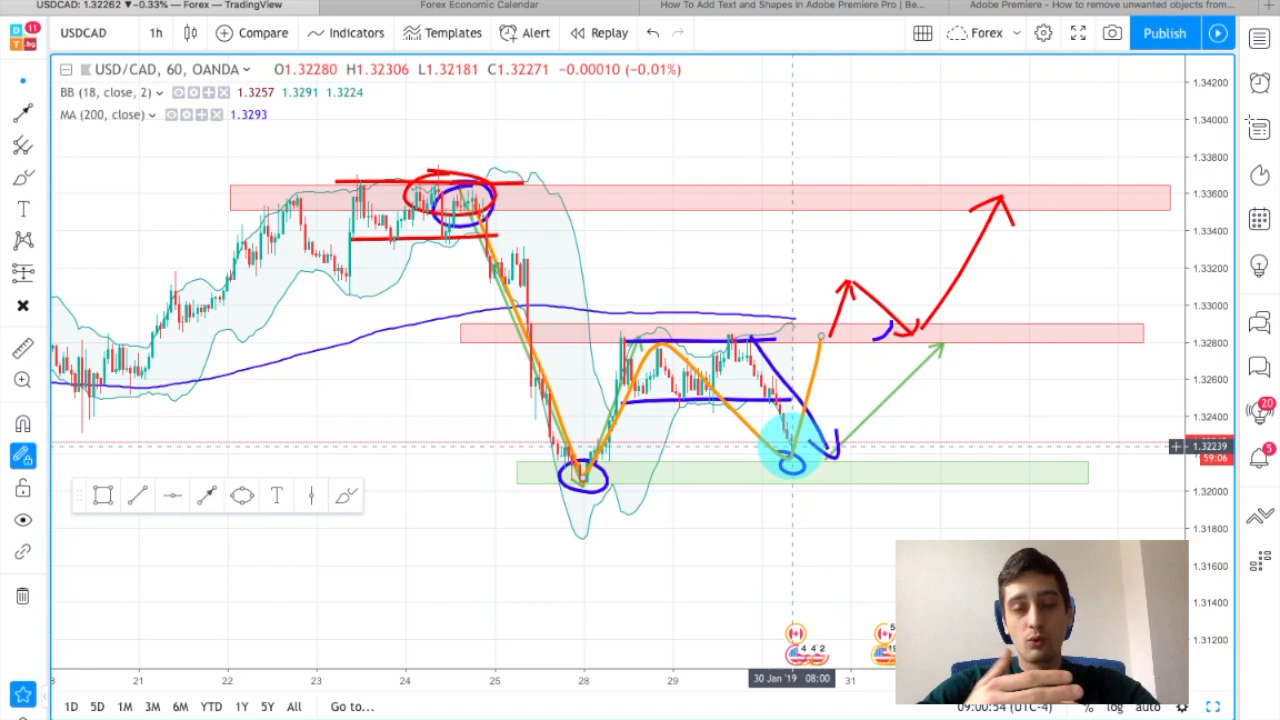 USDCAD: 1.32262 ▼−0.33% — Forex — TradingView
Forex Economic Calendar
How To Add Text and Shapes In Adobe Premiere Pro | Be...
Adobe Premiere - How to remove unwanted objects from...
11
USDCAD
1h
Compare
Indicators
Templates
Alert
Replay
Forex
Publish
USD/CAD, 60, OANDA
O1.32280 H1.32306 L1.32181 C1.32271 −0.00010 (−0.01%)
BB (18, close, 2) 1.3257 1.3291 1.3224
MA (200, close) 1.3293
1.34200
1.34000
1.33800
1.33600
1.33400
1.33200
1.33000
1.32800
1.32600
1.32400
1.32239
59:06
1.32000
1.31800
1.31600
1.31400
1.31200
20
5
4 4 2
21
22
23
24
25
28
29
30 Jan '19 08:00
31
1D 5D 1M 3M 6M YTD 1Y 5Y All Go to...
09:00:54 (UTC-4) % log auto